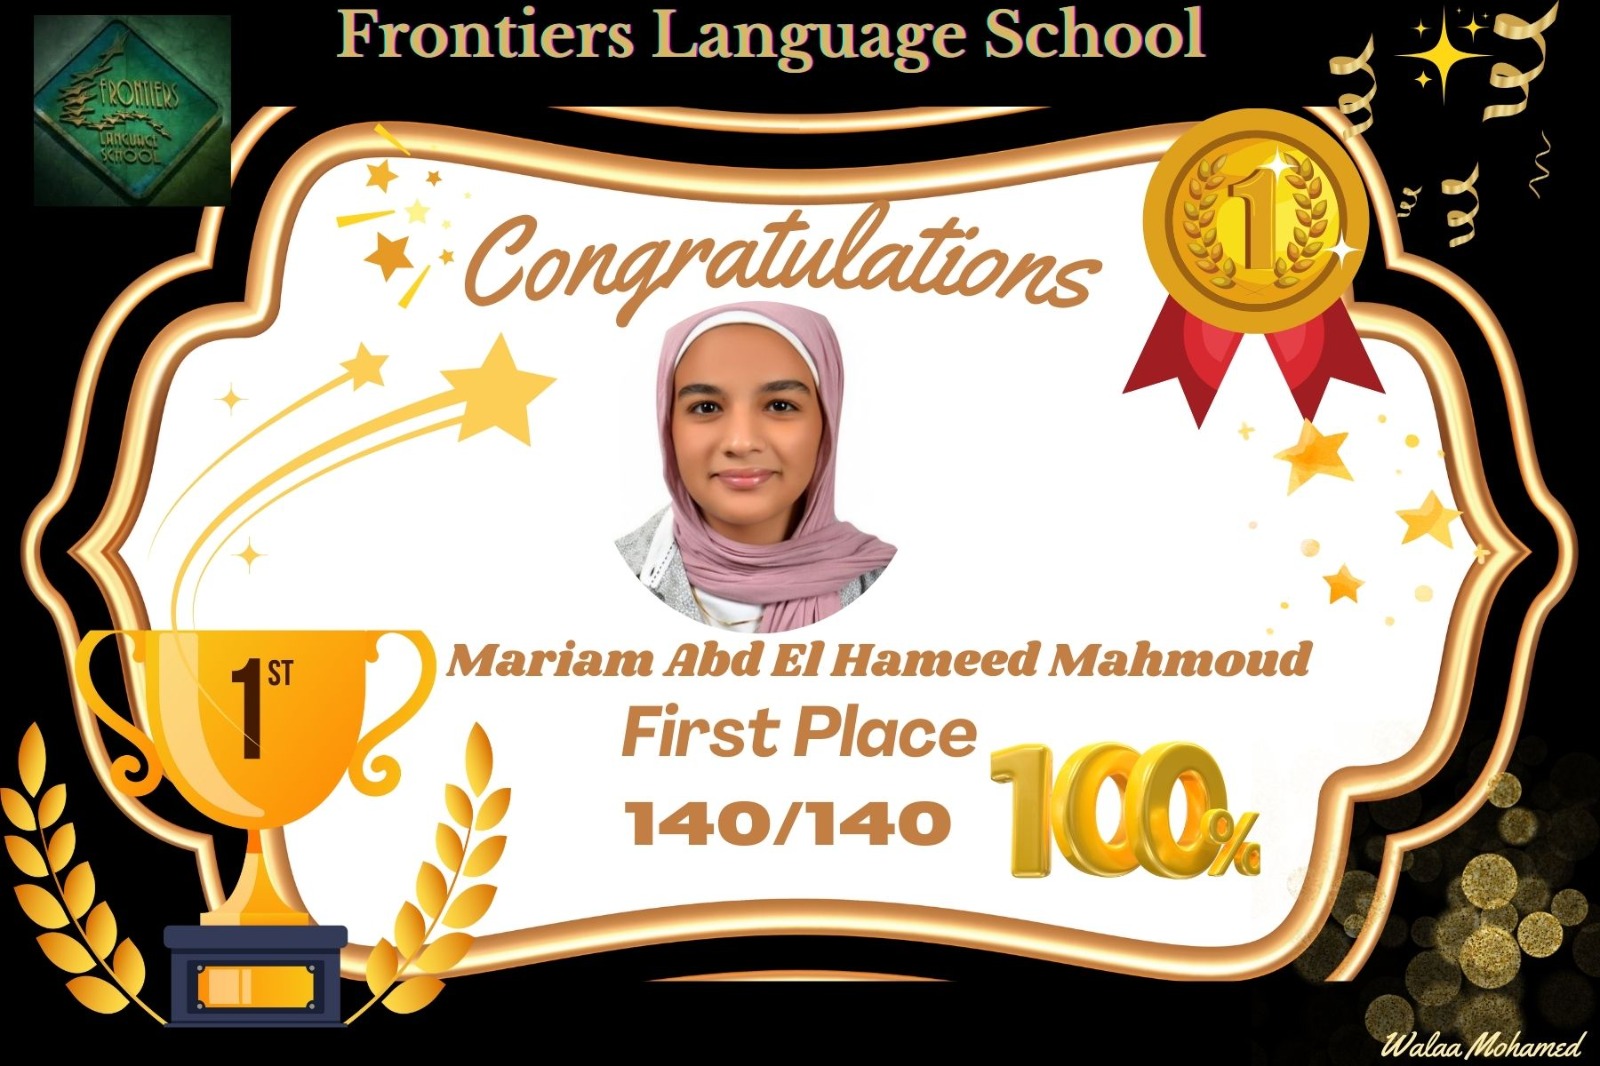 Frontiers Language School
FRONTIERS
LANGUAGE
SCHOOL
Congratulations
1
1ST
Mariam Abd El Hameed Mahmoud
First Place
140/140
100%
Walaa Mohamed